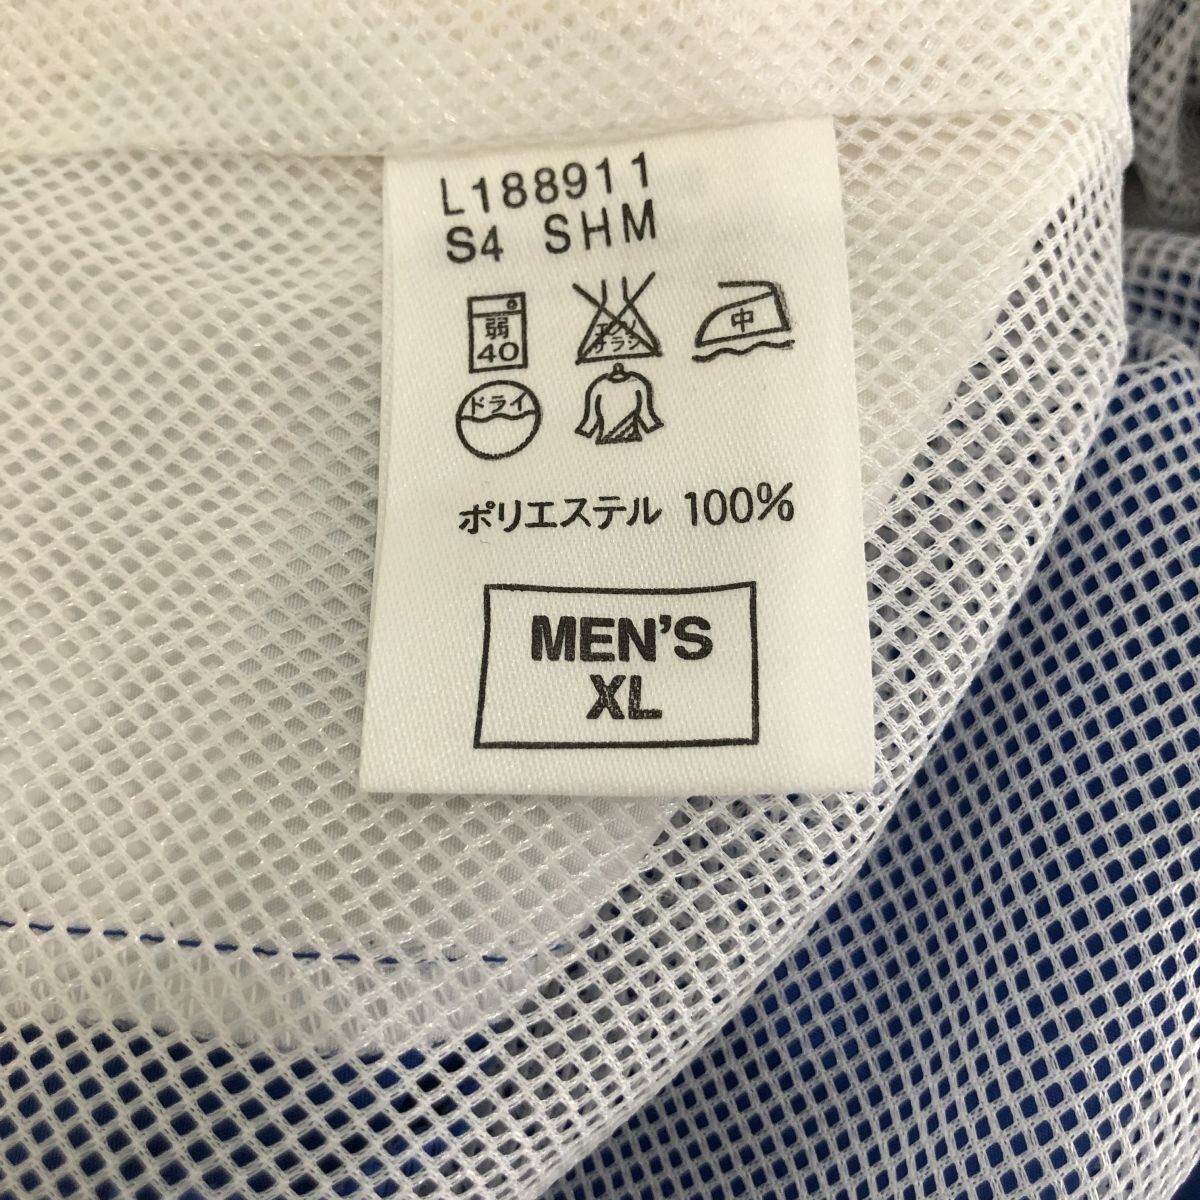 L188911
S4 SHM
弱
40
エンソ
サラシ
中
ドライ
ポリエステル 100%
MEN'S
XL